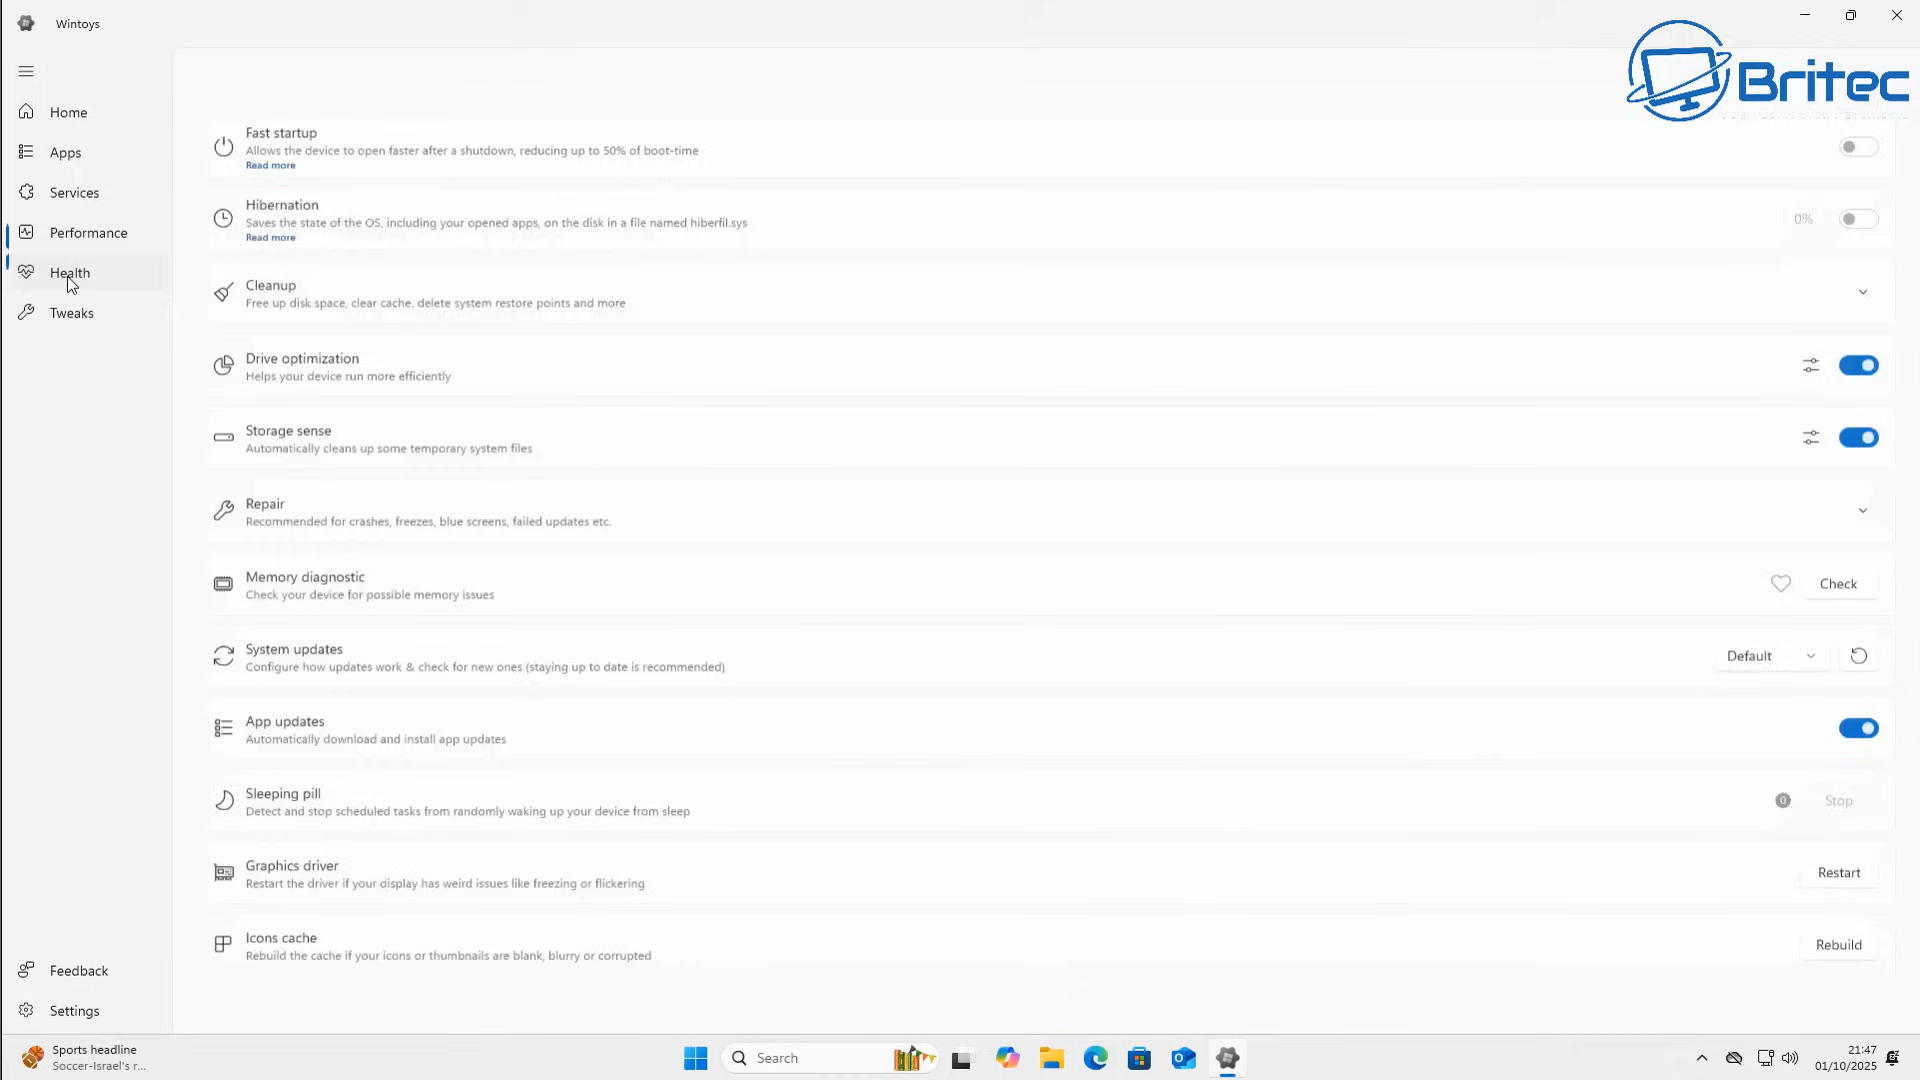 Wintoys
Britec
Home
Apps
Services
Performance
Health
Tweaks
Fast startup
Allows the device to open faster after a shutdown, reducing up to 50% of boot-time
Read more
Hibernation
Saves the state of the OS, including your opened apps, on the disk in a file named hiberfil.sys
Read more
0%
Cleanup
Free up disk space, clear cache, delete system restore points and more
Drive optimization
Helps your device run more efficiently
Storage sense
Automatically cleans up some temporary system files
Repair
Recommended for crashes, freezes, blue screens, failed updates etc.
Memory diagnostic
Check your device for possible memory issues
Check
System updates
Configure how updates work & check for new ones (staying up to date is recommended)
Default
App updates
Automatically download and install app updates
Sleeping pill
Detect and stop scheduled tasks from randomly waking up your device from sleep
0
Stop
Graphics driver
Restart the driver if your display has weird issues like freezing or flickering
Restart
Icons cache
Rebuild the cache if your icons or thumbnails are blank, blurry or corrupted
Rebuild
Feedback
Settings
Sports headline
Soccer-Israel's r...
Search
21:47
01/10/2025